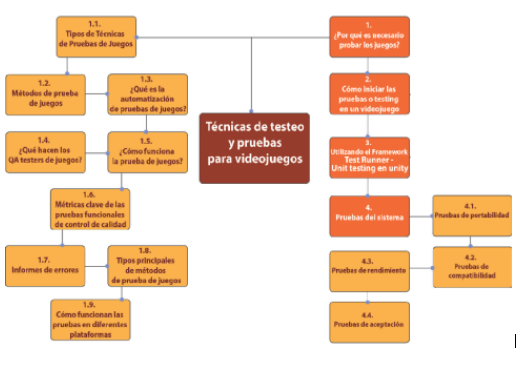 1.1.
Tipos de Técnicas
de Pruebas de Juegos
1.2.
Métodos de prueba
de juegos
1.3.
¿Qué es la
automatización
de pruebas de juegos?
1.4.
¿Qué hacen los
QA testers de juegos?
1.5.
¿Cómo funciona
la prueba de juegos?
1.6.
Métricas clave de las
pruebas funcionales
de control de calidad
1.7.
Informes de errores
1.8.
Tipos principales
de métodos
de prueba de juegos
1.9.
Cómo funcionan las
pruebas en diferentes
plataformas
Técnicas de testeo
y pruebas
para videojuegos
1.
¿Por qué es necesario
probar los juegos?
2.
Cómo iniciar las
pruebas o testing
en un videojuego
3.
Utilizando el Framework
Test Runner -
Unit testing en unity
4.
Pruebas del sistema
4.1.
Pruebas de portabilidad
4.2.
Pruebas de
compatibilidad
4.3.
Pruebas de rendimiento
4.4.
Pruebas de aceptación